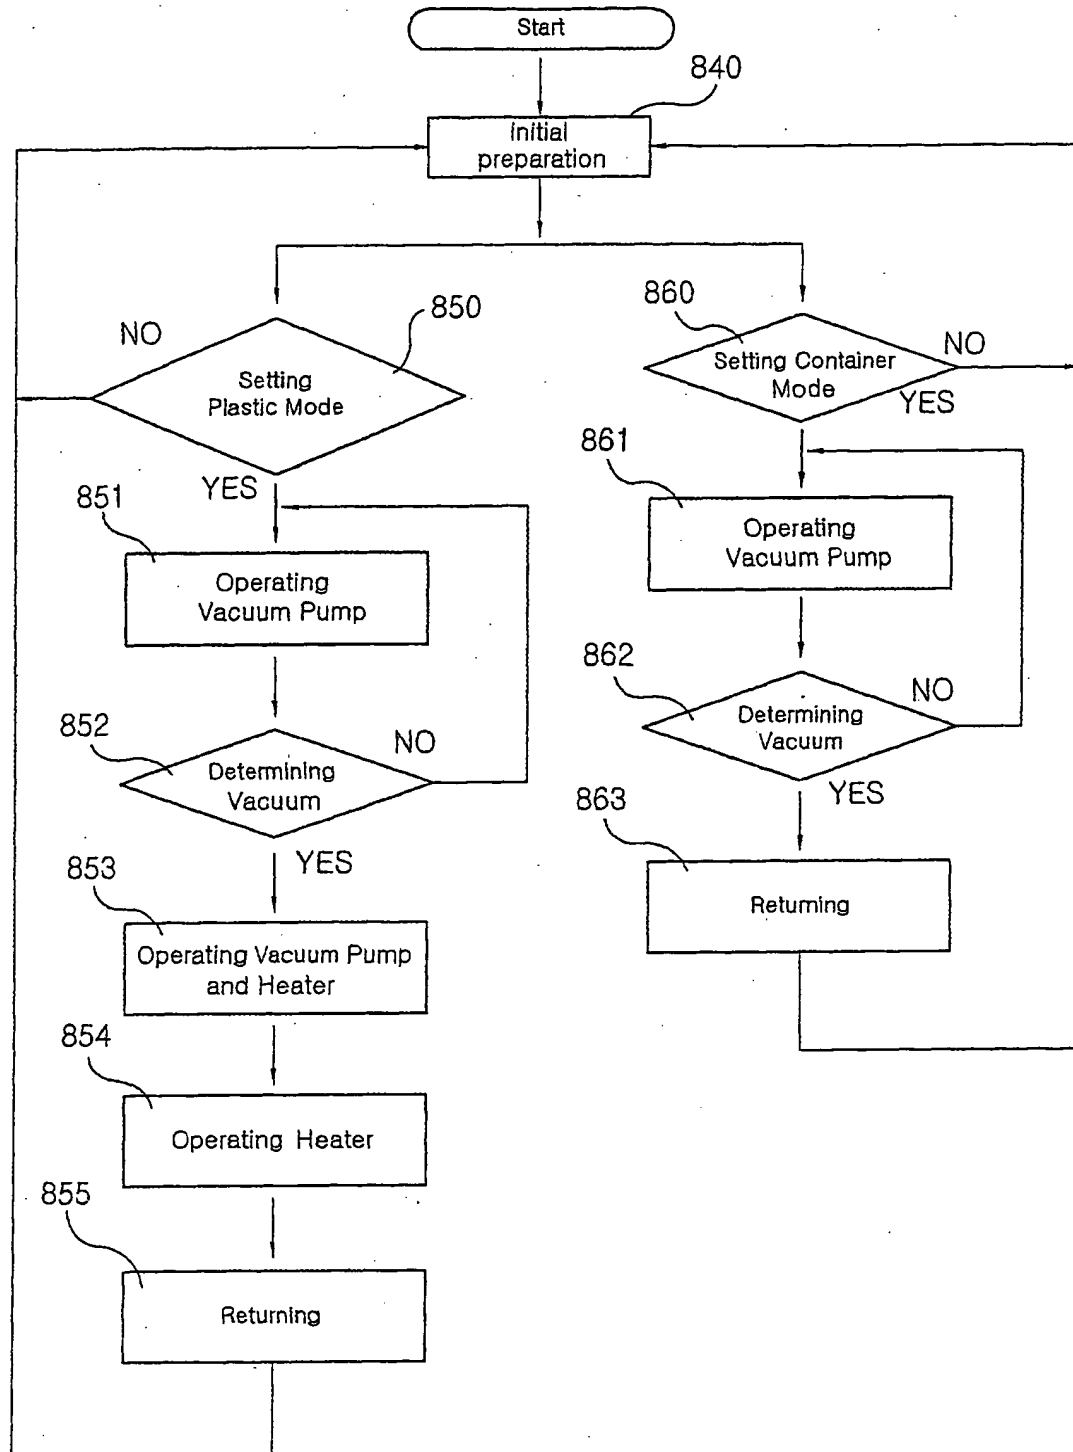 Start
840
initial
preparation
850
860
NO
Setting
Plastic Mode
YES
Setting Container
Mode
NO
YES
851
Operating
Vacuum Pump
861
Operating
Vacuum Pump
852
Determining
Vacuum
NO
YES
862
Determining
Vacuum
NO
YES
853
Operating Vacuum Pump
and Heater
863
Returning
854
Operating Heater
855
Returning